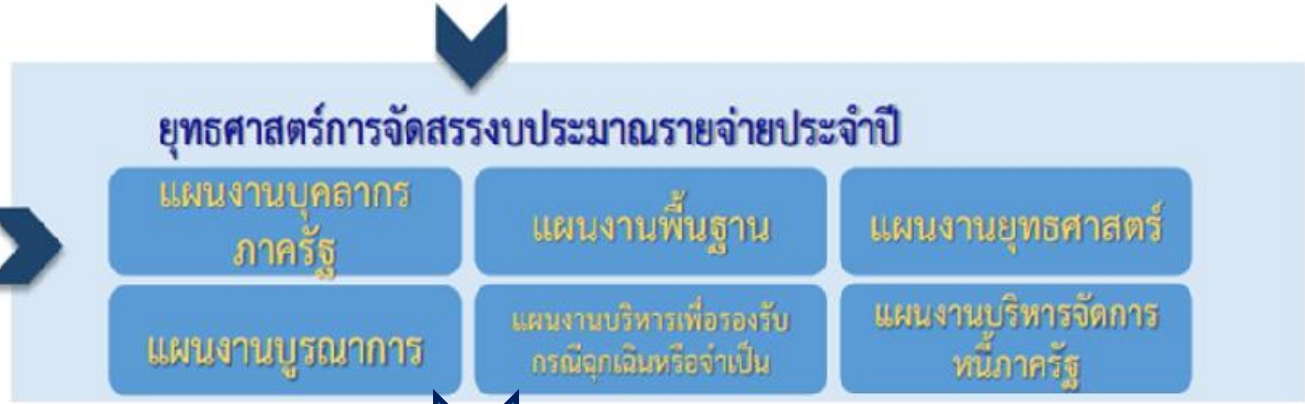 ยุทธศาสตร์การจัดสรรงบประมาณรายจ่ายประจำปี
แผนงานบุคลากร
ภาครัฐ
แผนงานพื้นฐาน
แผนงานยุทธศาสตร์
แผนงานบูรณาการ
แผนงานบริหารเพื่อรองรับ
กรณีฉุกเฉินหรือจำเป็น
แผนงานบริหารจัดการ
หนี้ภาครัฐ